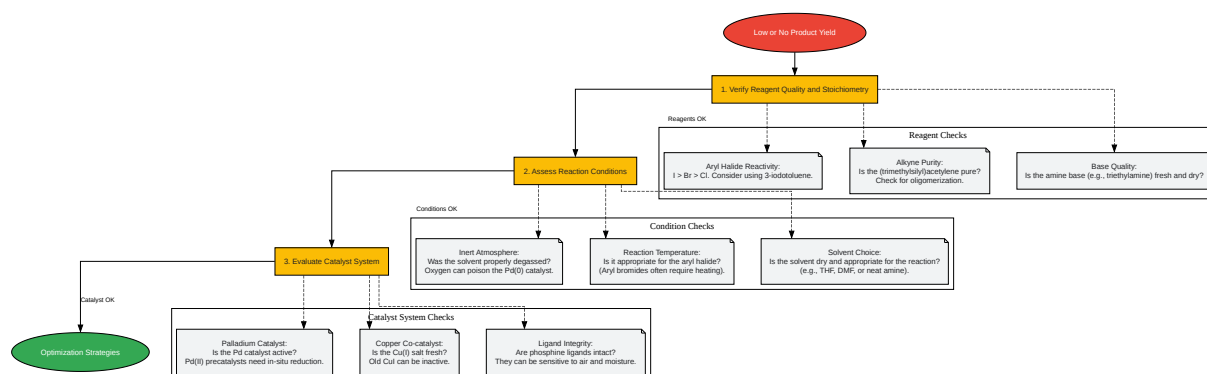 Low or No Product Yield
1. Verify Reagent Quality and Stoichiometry
Reagents OK
Reagent Checks
Aryl Halide Reactivity:
I > Br > Cl. Consider using 3-iodotoluene.
Alkyne Purity:
Is the (trimethylsilyl)acetylene pure?
Check for oligomerization.
Base Quality:
Is the amine base (e.g., triethylamine) fresh and dry?
2. Assess Reaction Conditions
Conditions OK
Condition Checks
Inert Atmosphere:
Was the solvent properly degassed?
Oxygen can poison the Pd(0) catalyst.
Reaction Temperature:
Is it appropriate for the aryl halide?
(Aryl bromides often require heating).
Solvent Choice:
Is the solvent dry and appropriate for the reaction?
(e.g., THF, DMF, or neat amine).
3. Evaluate Catalyst System
Catalyst OK
Catalyst System Checks
Palladium Catalyst:
Is the Pd catalyst active?
Pd(II) precatalysts need in-situ reduction.
Copper Co-catalyst:
Is the Cu(I) salt fresh?
Old CuI can be inactive.
Ligand Integrity:
Are phosphine ligands intact?
They can be sensitive to air and moisture.
Optimization Strategies